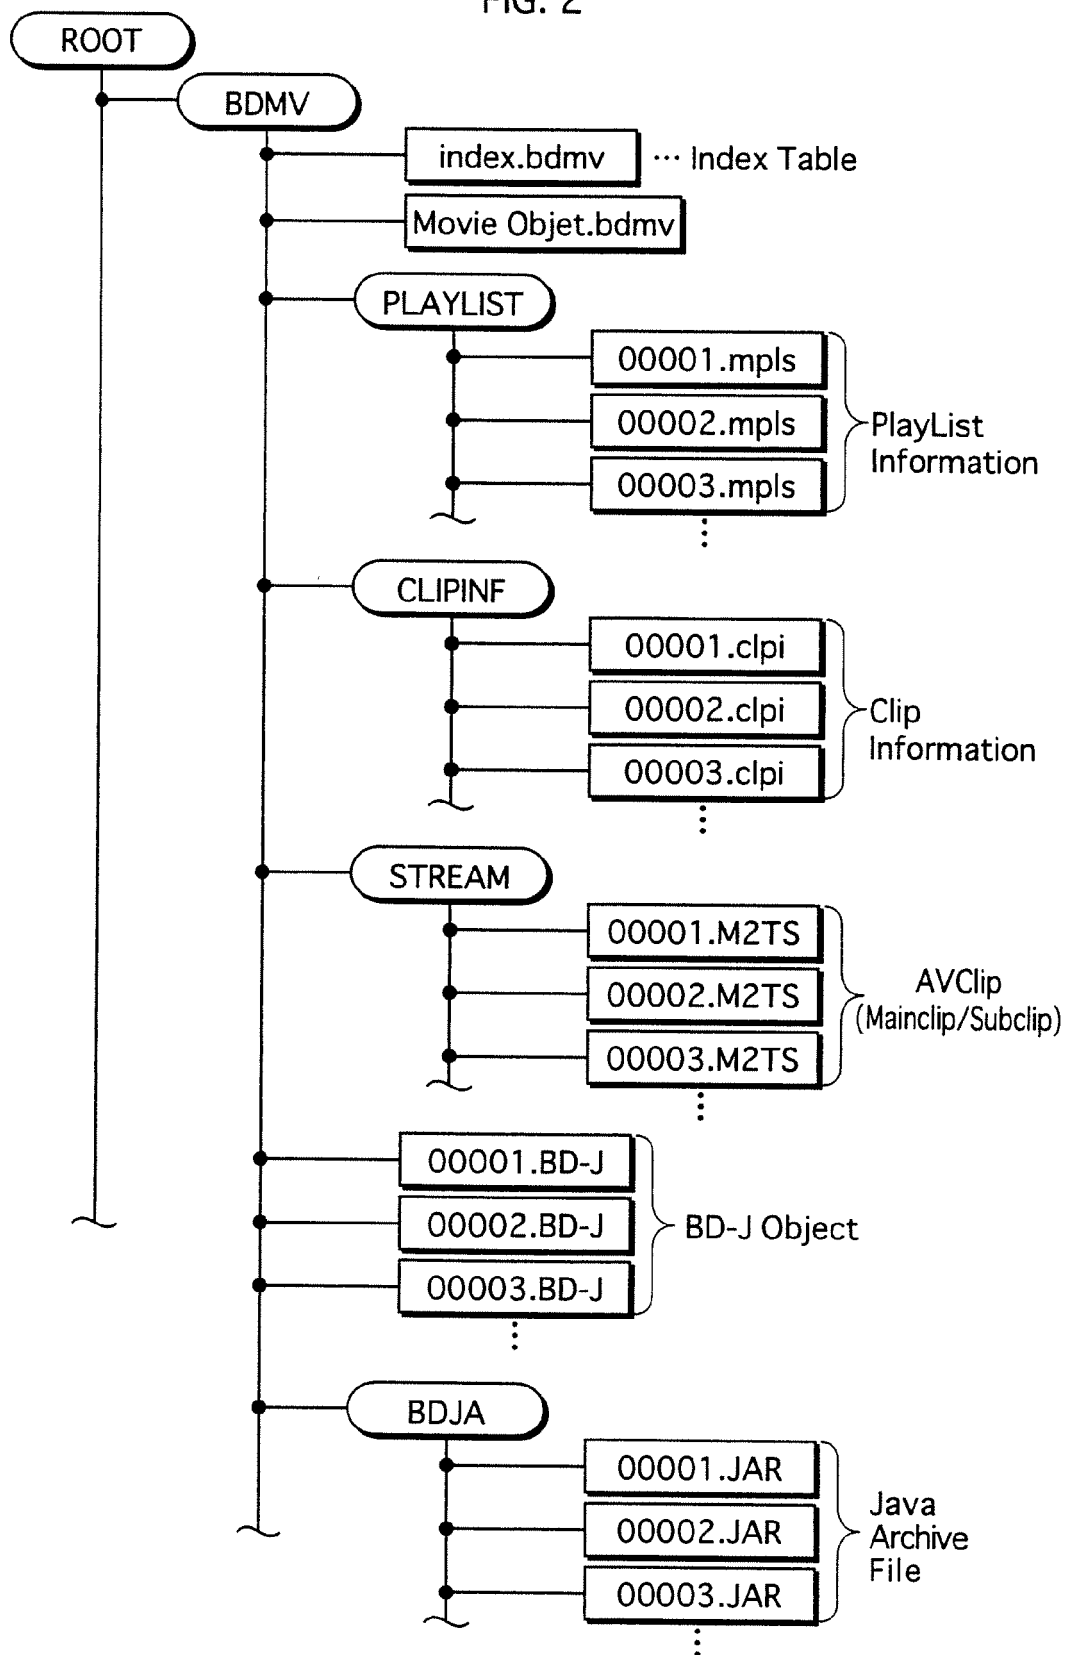 FIG. 2
ROOT
BDMV
index.bdmv ··· Index Table
Movie Objet.bdmv
PLAYLIST
00001.mpls
00002.mpls
00003.mpls
PlayList
Information
CLIPINF
00001.clpi
00002.clpi
00003.clpi
Clip
Information
STREAM
00001.M2TS
00002.M2TS
00003.M2TS
AVClip
(Mainclip/Subclip)
00001.BD-J
00002.BD-J
00003.BD-J
BD-J Object
BDJA
00001.JAR
00002.JAR
00003.JAR
Java
Archive
File